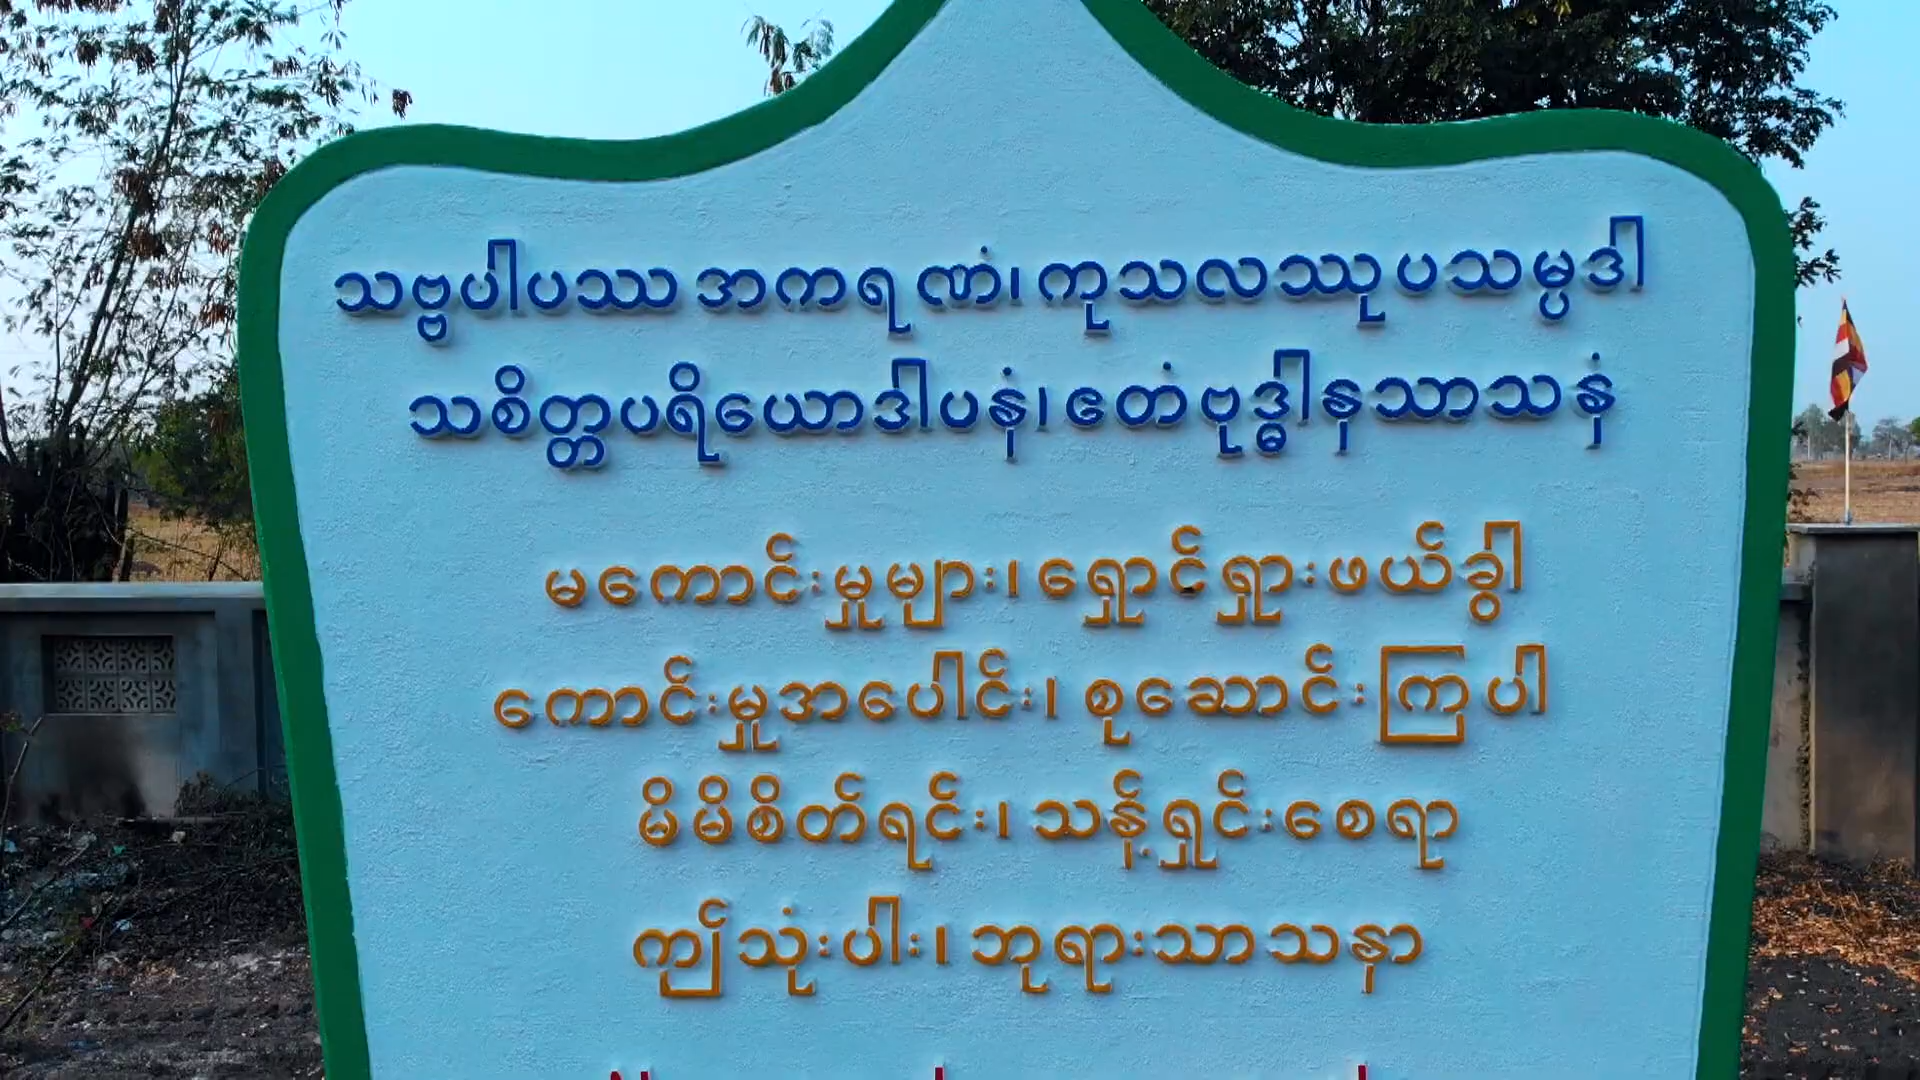 သဗ္ဗပါပဿ အကရဏံ၊ ကုသလဿုပသမ္ပဒါ
သစိတ္တပရိယောဒါပနံ၊ ဧတံ ဗုဒ္ဓါနသာသနံ
မကောင်းမှုများ၊ ရှောင်ရှားဖယ်ခွါ
ကောင်းမှုအပေါင်း၊ စုဆောင်းကြပါ
မိမိစိတ်ရင်း၊ သန့်ရှင်းစေရာ
ဤသုံးပါး၊ ဘုရားသာသနာ